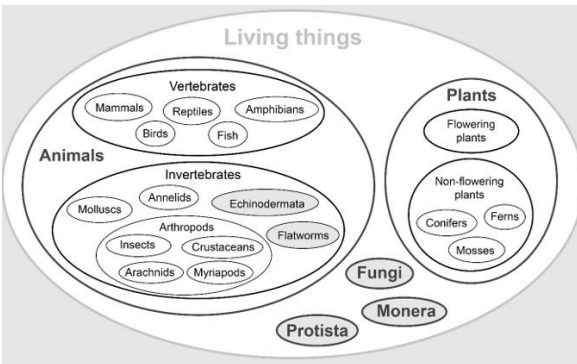 Living things
Vertebrates
Mammals
Reptiles
Amphibians
Birds
Fish
Animals
Invertebrates
Molluscs
Annelids
Echinodermata
Flatworms
Arthropods
Insects
Crustaceans
Arachnids
Myriapods
Plants
Flowering
plants
Non-flowering
plants
Conifers
Ferns
Mosses
Fungi
Monera
Protista